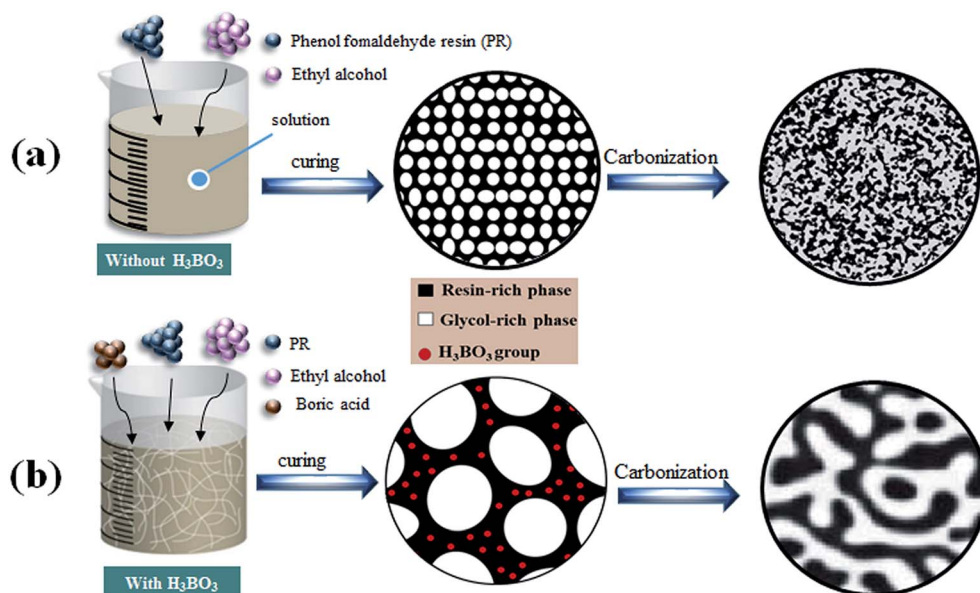 (a)
Phenol fomaldehyde resin (PR)
Ethyl alcohol
solution
curing
Carbonization
Without H₃BO₃
Resin-rich phase
Glycol-rich phase
H₃BO₃ group
(b)
PR
Ethyl alcohol
Boric acid
curing
Carbonization
With H₃BO₃